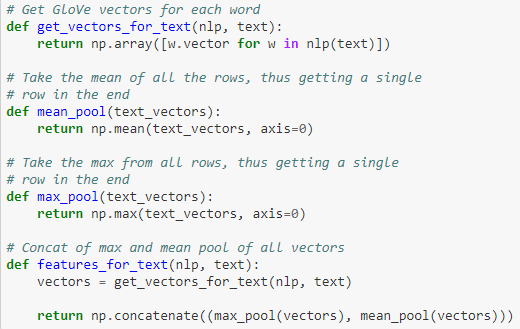 # Get GloVe vectors for each word
def get_vectors_for_text(nlp, text):
    return np.array([w.vector for w in nlp(text)])

# Take the mean of all the rows, thus getting a single
# row in the end
def mean_pool(text_vectors):
    return np.mean(text_vectors, axis=0)

# Take the max from all rows, thus getting a single
# row in the end
def max_pool(text_vectors):
    return np.max(text_vectors, axis=0)

# Concat of max and mean pool of all vectors
def features_for_text(nlp, text):
    vectors = get_vectors_for_text(nlp, text)

    return np.concatenate((max_pool(vectors), mean_pool(vectors)))